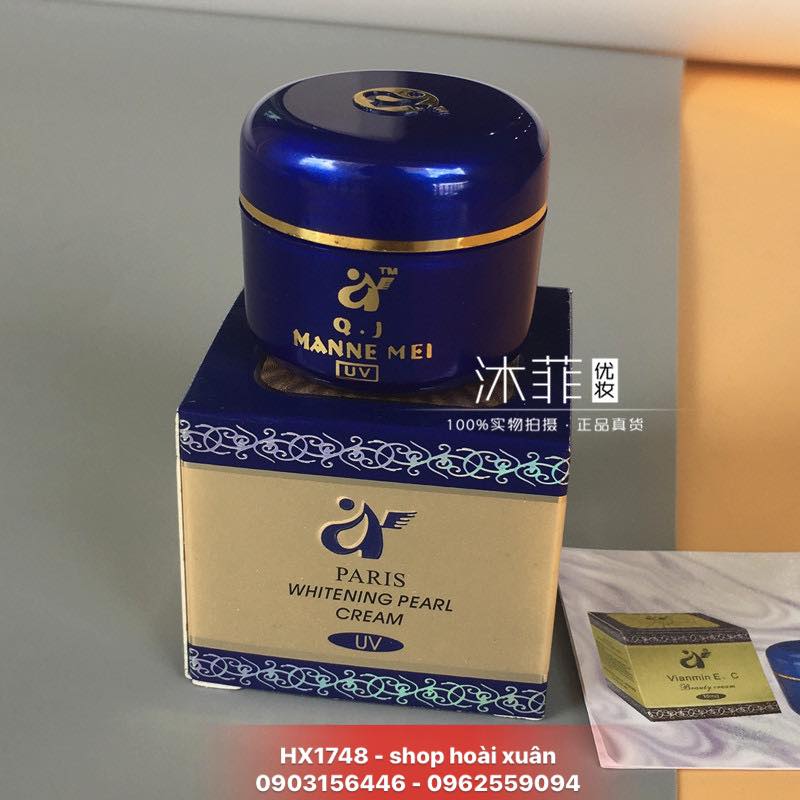 TM
Q.J
MANNE MEI
UV
沐菲优妆
100%实物拍摄·正品真货
PARIS
WHITENING PEARL
CREAM
UV
Vianmin E、C
Beauty cream
HX1748 - shop hoài xuân
0903156446 - 0962559094